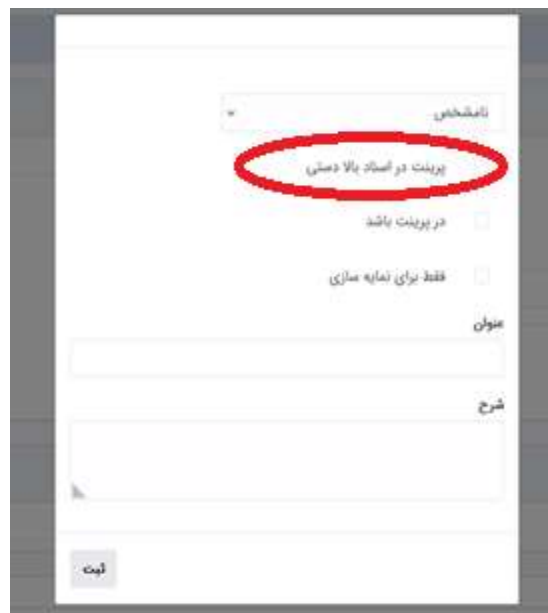 نامشخص
پرینت در اسناد بالا دستی
در پرینت باشد
فقط برای نمایه سازی
عنوان
شرح
ثبت